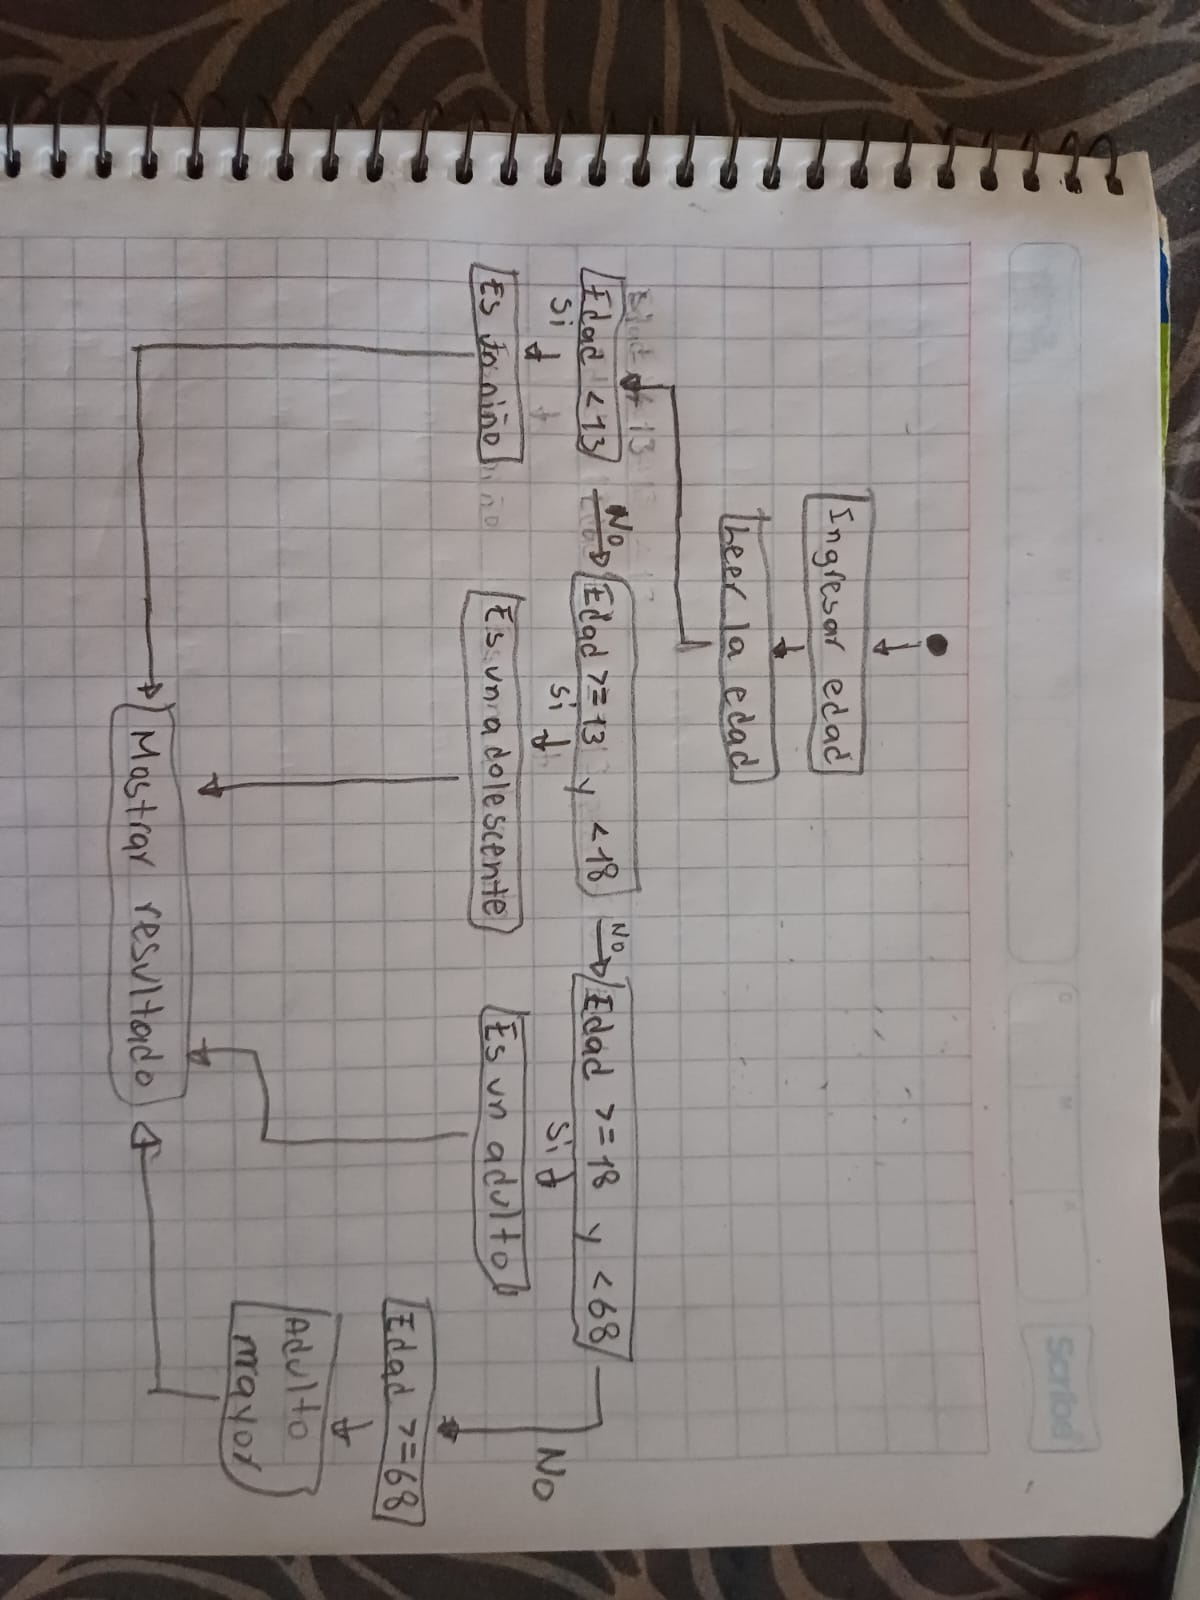 Scribe
Ingresar edad
Leer la edad
Edad <13
No
Edad >=13 y <18
No
Edad >=18 y <68
No
Si
Si
Si
Es un niño
Es un adolescente
Es un adulto
Edad >=68
Adulto
mayor
Mostrar resultado